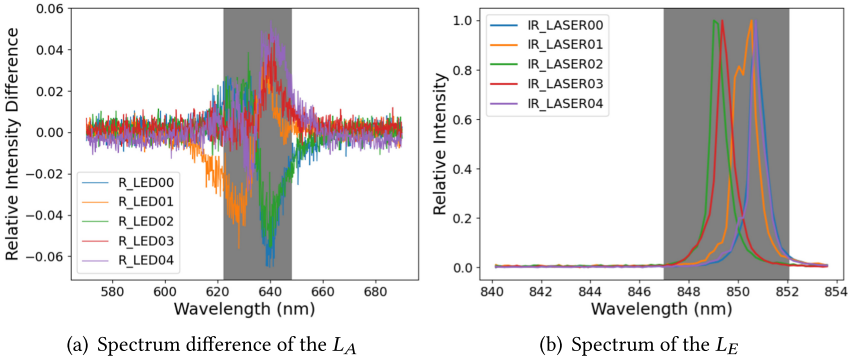 Relative Intensity Difference
0.06
0.04
0.02
0.00
−0.02
−0.04
−0.06
R_LED00
R_LED01
R_LED02
R_LED03
R_LED04
580 600 620 640 660 680
Wavelength (nm)
(a) Spectrum difference of the L_A
Relative Intensity
1.0
0.8
0.6
0.4
0.2
0.0
IR_LASER00
IR_LASER01
IR_LASER02
IR_LASER03
IR_LASER04
840 842 844 846 848 850 852 854
Wavelength (nm)
(b) Spectrum of the L_E